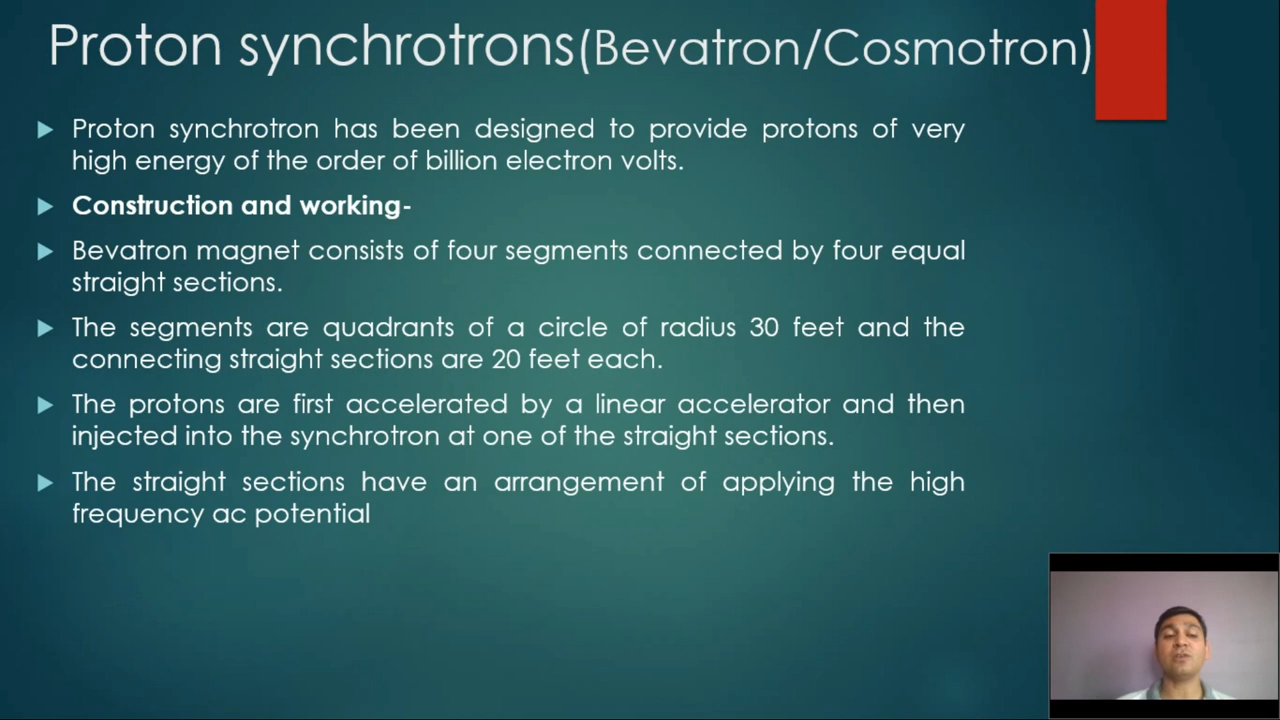 Proton synchrotrons(Bevatron/Cosmotron)
Proton synchrotron has been designed to provide protons of very
high energy of the order of billion electron volts.
Construction and working-
Bevatron magnet consists of four segments connected by four equal
straight sections.
The segments are quadrants of a circle of radius 30 feet and the
connecting straight sections are 20 feet each.
The protons are first accelerated by a linear accelerator and then
injected into the synchrotron at one of the straight sections.
The straight sections have an arrangement of applying the high
frequency ac potential